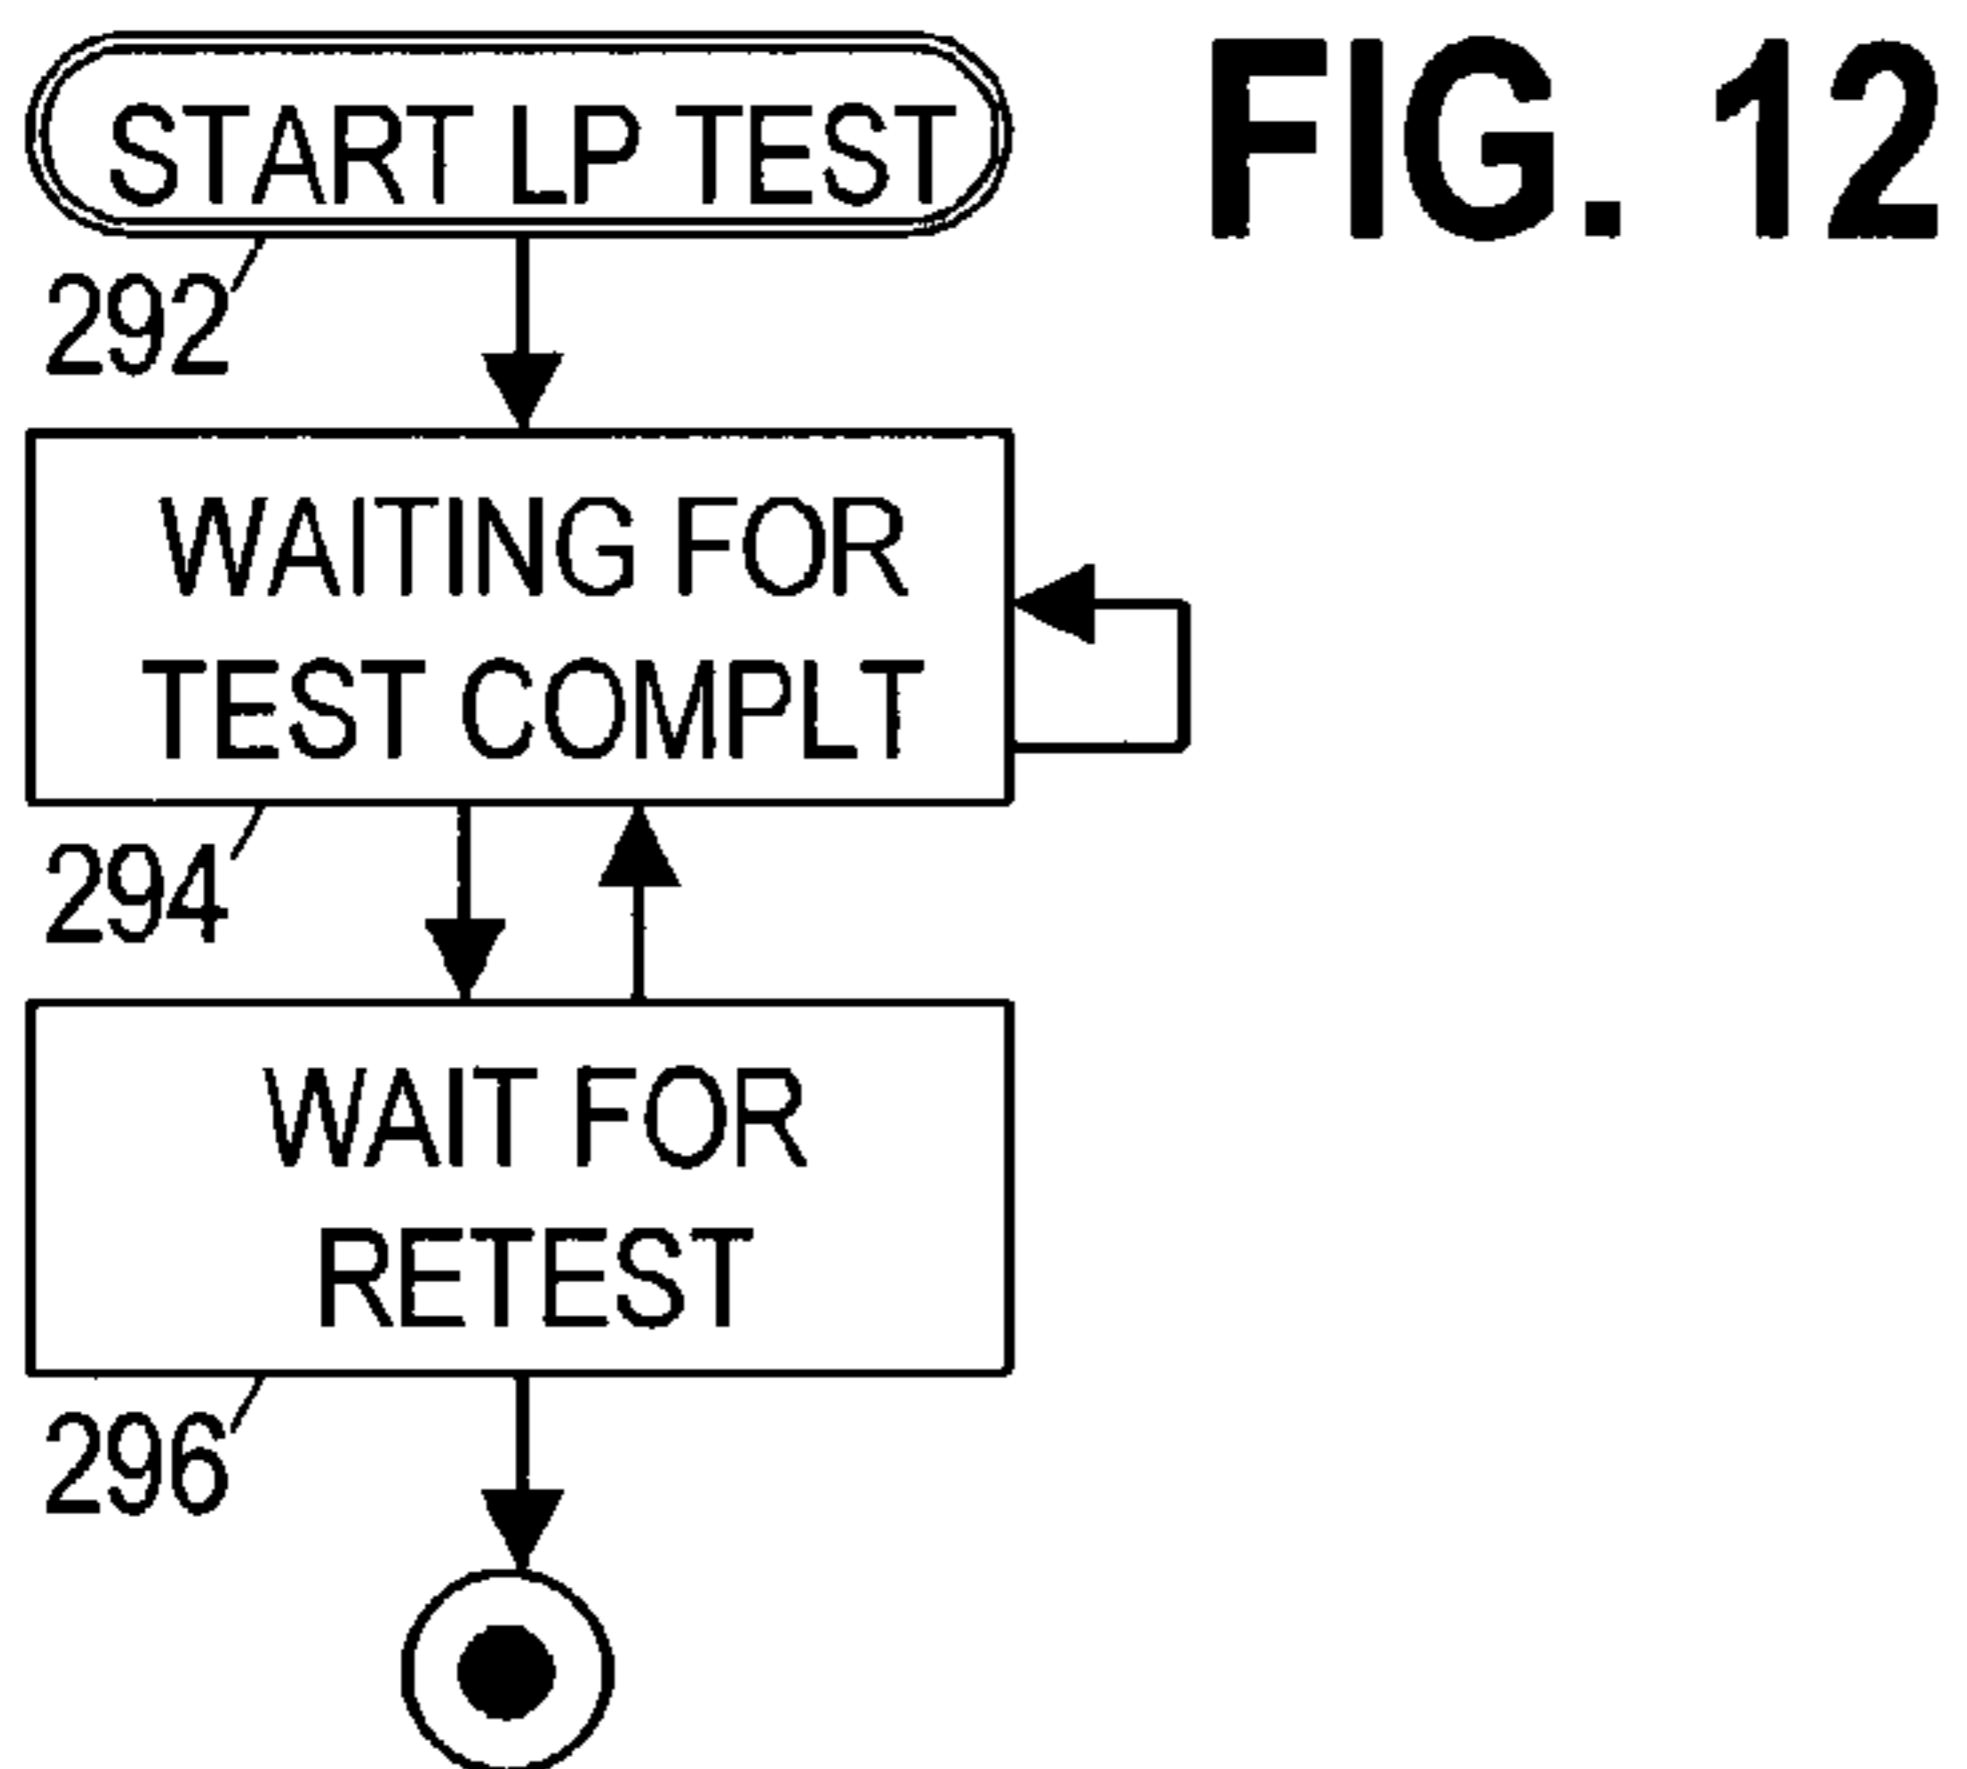 START LP TEST
FIG. 12
292
WAITING FOR
TEST COMPLT
294
WAIT FOR
RETEST
296